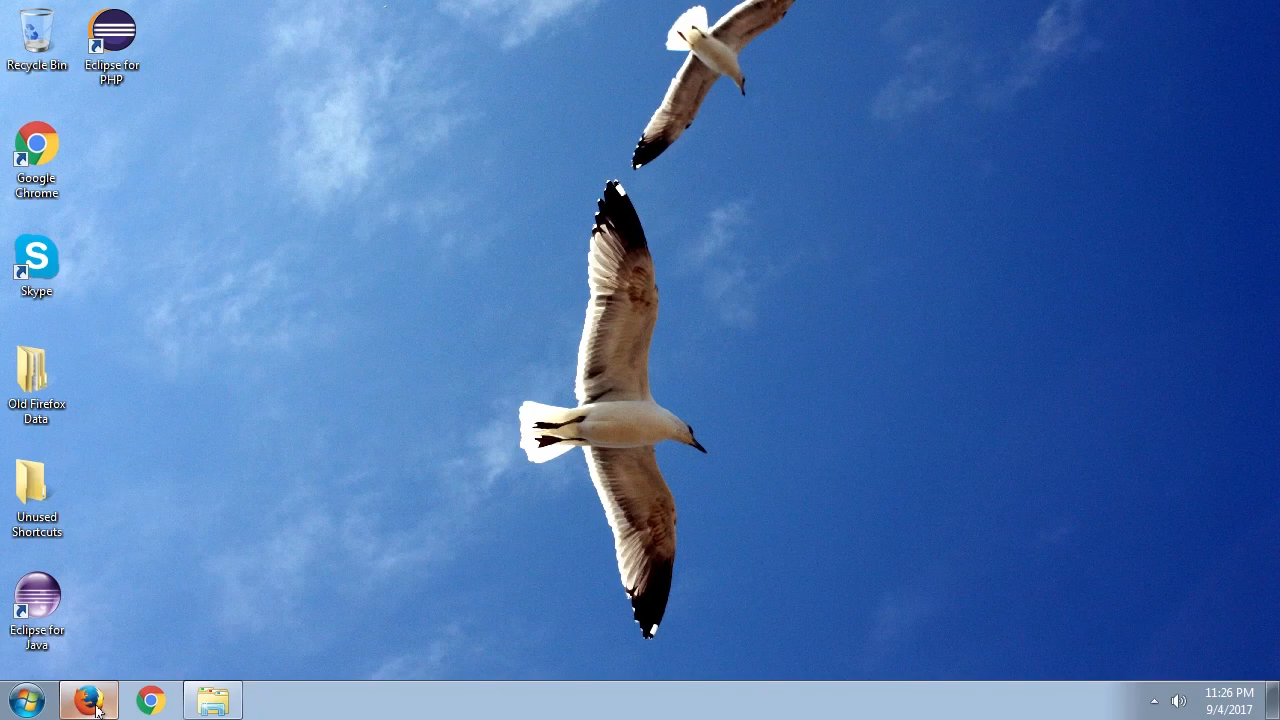 Recycle Bin
Eclipse for
PHP
Google
Chrome
S
Skype
Old Firefox
Data
Unused
Shortcuts
Eclipse for
Java
11:26 PM
9/4/2017